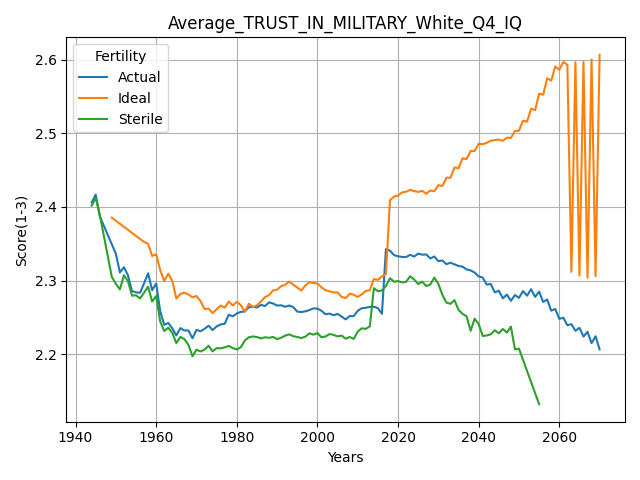 Average_TRUST_IN_MILITARY_White_Q4_IQ
Fertility
Actual
Ideal
Sterile
Score(1-3)
2.6
2.5
2.4
2.3
2.2
1940 1960 1980 2000 2020 2040 2060
Years